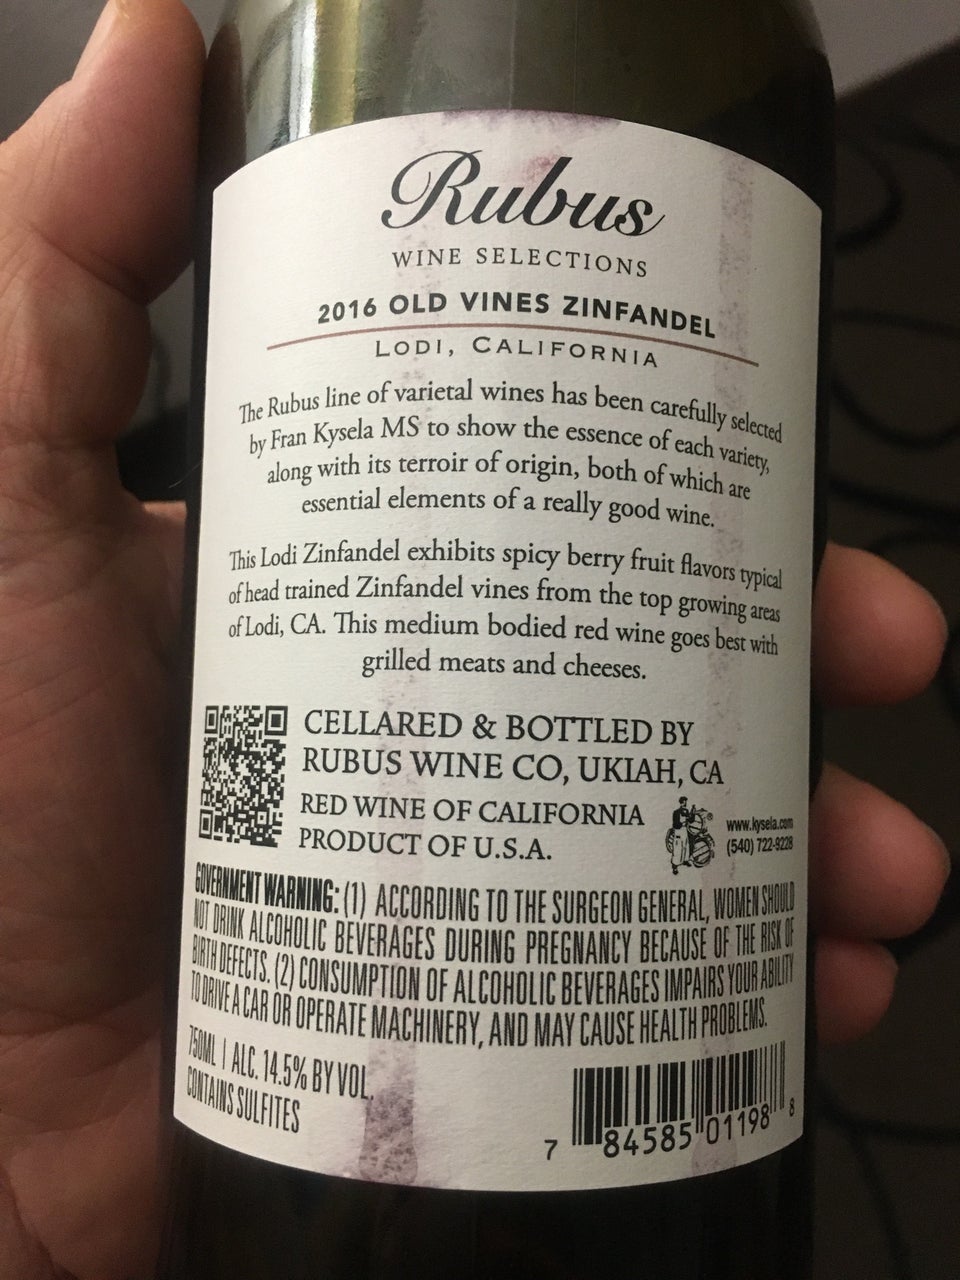 Rubus
WINE SELECTIONS
2016 OLD VINES ZINFANDEL
LODI, CALIFORNIA
The Rubus line of varietal wines has been carefully selected
by Fran Kysela MS to show the essence of each variety,
along with its terroir of origin, both of which are
essential elements of a really good wine.
This Lodi Zinfandel exhibits spicy berry fruit flavors typical
of head trained Zinfandel vines from the top growing areas
of Lodi, CA. This medium bodied red wine goes best with
grilled meats and cheeses.
CELLARED & BOTTLED BY
RUBUS WINE CO, UKIAH, CA
RED WINE OF CALIFORNIA
PRODUCT OF U.S.A.
®
www.kysela.com
(540) 722-9228
GOVERNMENT WARNING: (1) ACCORDING TO THE SURGEON GENERAL, WOMEN SHOULD
NOT DRINK ALCOHOLIC BEVERAGES DURING PREGNANCY BECAUSE OF THE RISK OF
BIRTH DEFECTS. (2) CONSUMPTION OF ALCOHOLIC BEVERAGES IMPAIRS YOUR ABILITY
TO DRIVE A CAR OR OPERATE MACHINERY, AND MAY CAUSE HEALTH PROBLEMS.
750ML | ALC. 14.5% BY VOL.
CONTAINS SULFITES
7 84585 01198 8